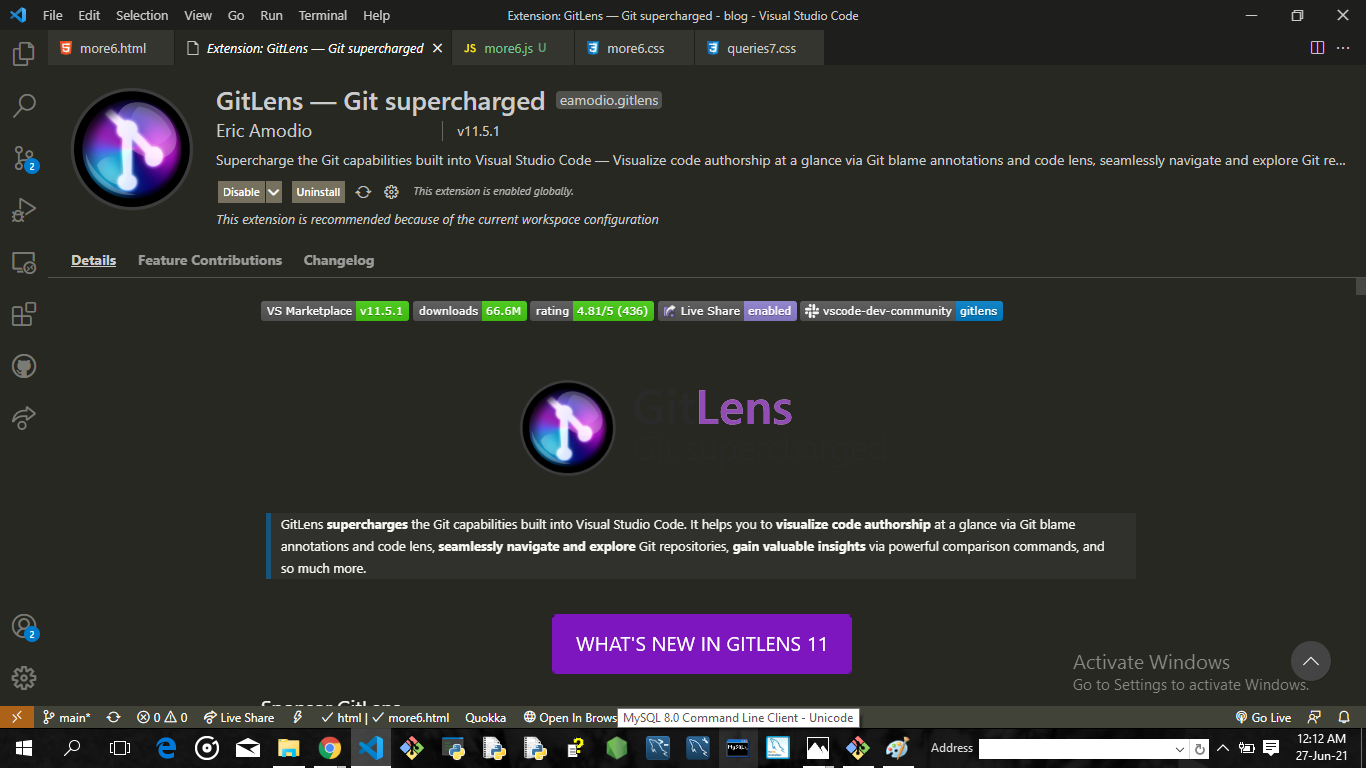 File Edit Selection View Go Run Terminal Help Extension: GitLens — Git supercharged - blog - Visual Studio Code
more6.html Extension: GitLens — Git supercharged JS more6.js U more6.css queries7.css
GitLens — Git supercharged eamodio.gitlens
Eric Amodio v11.5.1
Supercharge the Git capabilities built into Visual Studio Code — Visualize code authorship at a glance via Git blame annotations and code lens, seamlessly navigate and explore Git re...
Disable Uninstall This extension is enabled globally.
This extension is recommended because of the current workspace configuration
Details Feature Contributions Changelog
VS Marketplace v11.5.1 downloads 66.6M rating 4.81/5 (436) Live Share enabled vscode-dev-community gitlens
GitLens
Git supercharged
GitLens supercharges the Git capabilities built into Visual Studio Code. It helps you to visualize code authorship at a glance via Git blame
annotations and code lens, seamlessly navigate and explore Git repositories, gain valuable insights via powerful comparison commands, and
so much more.
WHAT'S NEW IN GITLENS 11
2
2
Activate Windows
Go to Settings to activate Windows.
Sponsor GitLens
main* 0 0 Live Share html | more6.html Quokka Open In Brows Go Live
MySQL 8.0 Command Line Client - Unicode
Address 12:12 AM
27-Jun-21